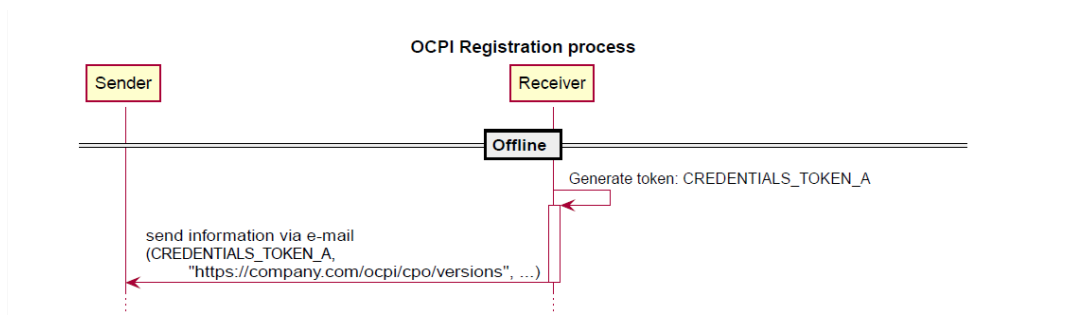 OCPI Registration process
Sender
Receiver
Offline
Generate token: CREDENTIALS_TOKEN_A
send information via e-mail
(CREDENTIALS_TOKEN_A,
"https://company.com/ocpi/cpo/versions", ...)